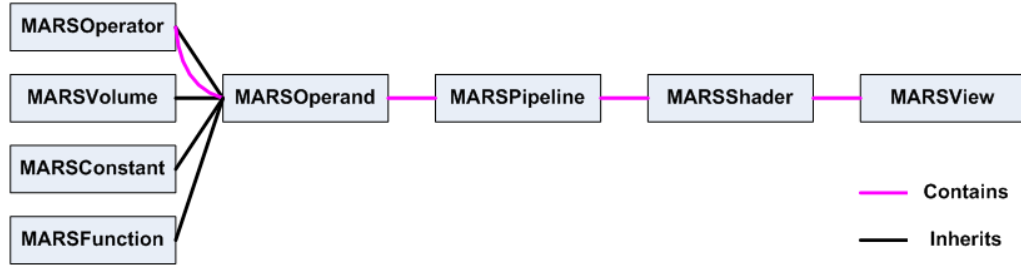 MARSOperator
MARSVolume
MARSOperand
MARSPipeline
MARSShader
MARSView
MARSConstant
MARSFunction
Contains
Inherits